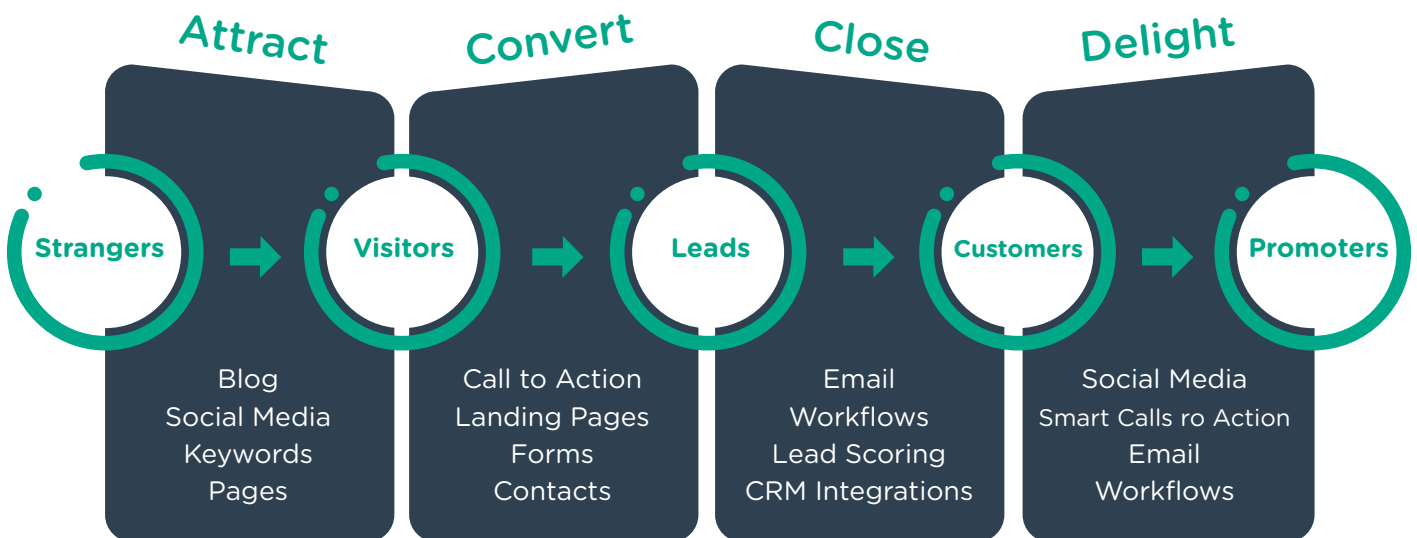 Attract
Convert
Close
Delight
Strangers
Visitors
Leads
Customers
Promoters
Blog
Social Media
Keywords
Pages
Call to Action
Landing Pages
Forms
Contacts
Email
Workflows
Lead Scoring
CRM Integrations
Social Media
Smart Calls ro Action
Email
Workflows